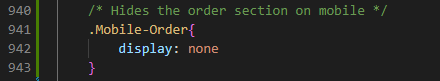 940 /* Hides the order section on mobile */
941 .Mobile-Order{
942 display: none
943 }